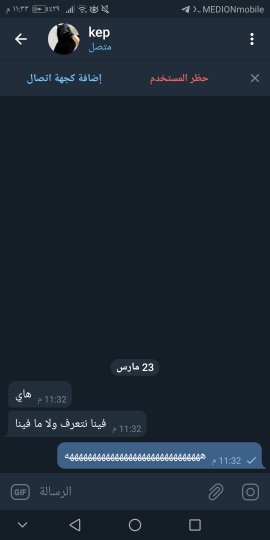 م ١١:٣٣ ٪٢٩ MEDIONmobile
kep
متصل
إضافة كجهة اتصال حظر المستخدم
23 مارس
هاي
11:32 م
فينا نتعرف ولا ما فينا
11:32 م
11:32 م
GIF الرسالة